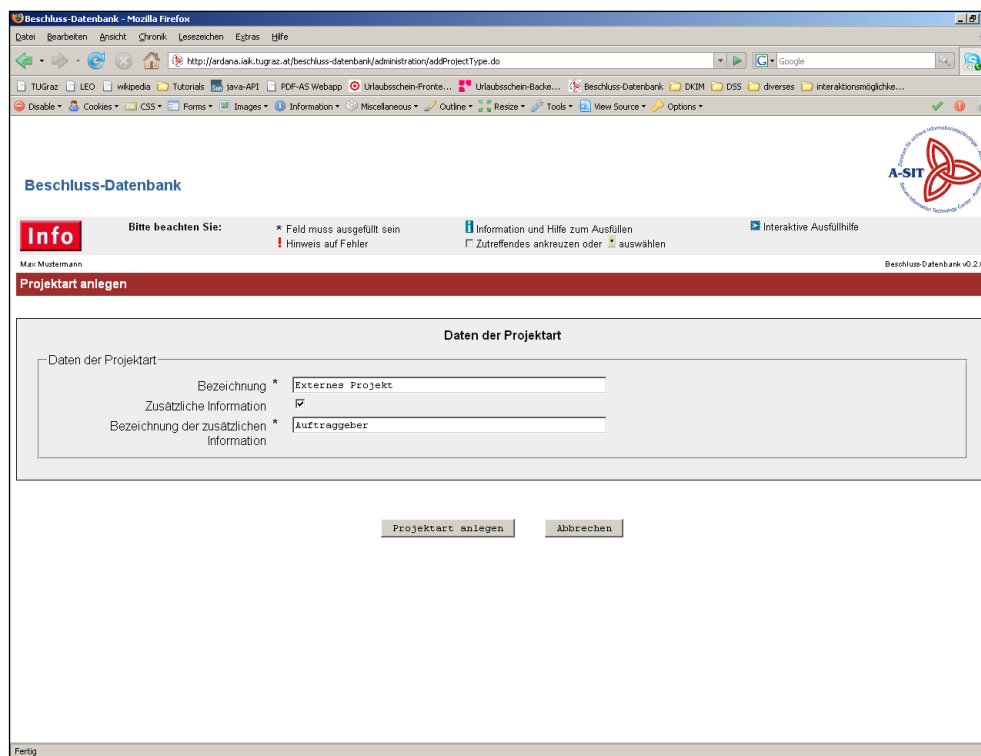 Beschluss-Datenbank - Mozilla Firefox
Datei Bearbeiten Ansicht Chronik Lesezeichen Extras Hilfe
http://ardana.iaik.tugraz.at/beschluss-datenbank/administration/addProjectType.do
G Google
TUGraz LEO wikipedia Tutorials java-API PDF-AS Webapp Urlaubsschein-Fronte... Urlaubsschein-Backe... Beschluss-Datenbank DKIM DSS diverses interaktionsmöglichke...
Disable Cookies CSS Forms Images Information Miscellaneous Outline Resize Tools View Source Options
Beschluss-Datenbank
A-SIT
Info
Bitte beachten Sie:
* Feld muss ausgefüllt sein
! Hinweis auf Fehler
Information und Hilfe zum Ausfüllen
Zutreffendes ankreuzen oder auswählen
Interaktive Ausfüllhilfe
Max Mustermann
Beschluss-Datenbank v0.2.
Projektart anlegen
Daten der Projektart
Daten der Projektart
Bezeichnung * Externes Projekt
Zusätzliche Information
Bezeichnung der zusätzlichen * Auftraggeber
Information
Projektart anlegen Abbrechen
Fertig